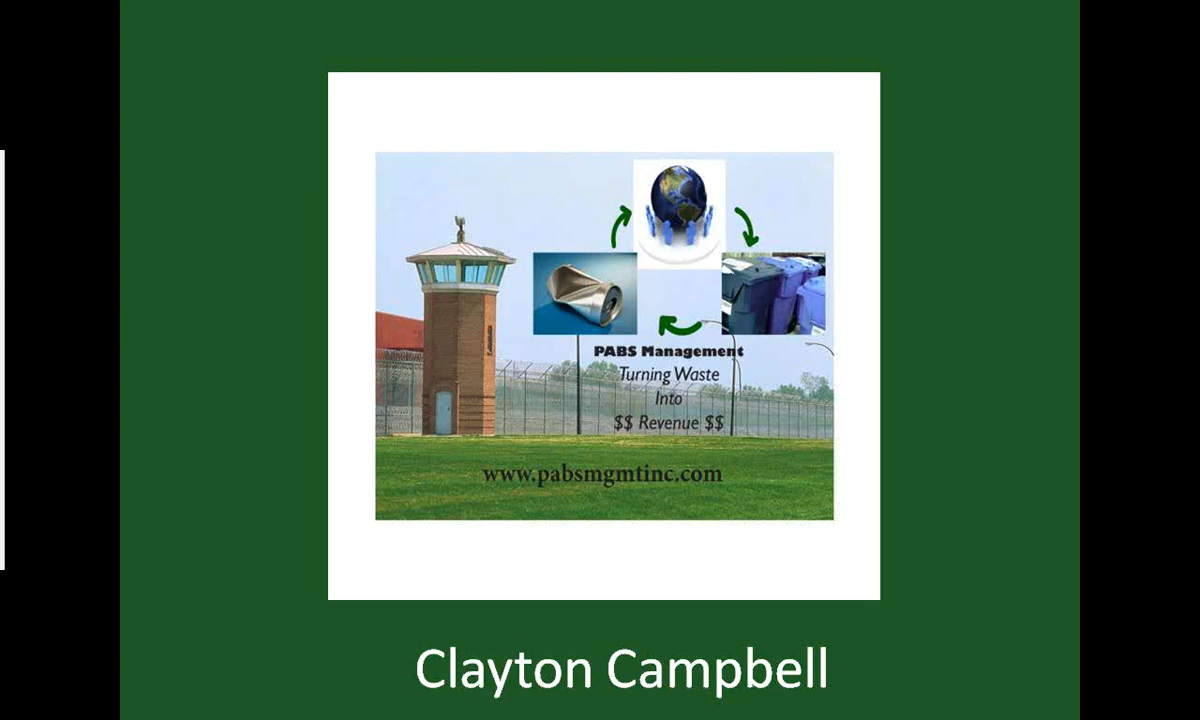 PABS Management
Turning Waste
Into
$$ Revenue $$
www.pabsmgmtinc.com
Clayton Campbell